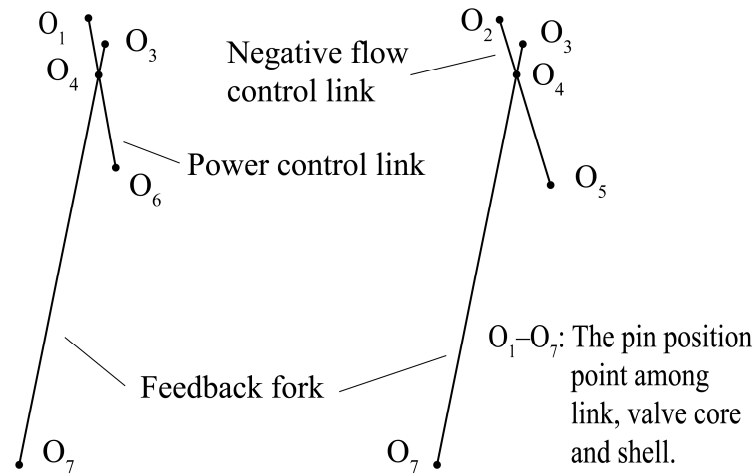 O₁
O₃
O₄
Power control link
O₆
Feedback fork
O₇
Negative flow
control link
O₂
O₃
O₄
O₅
O₇
O₁–O₇: The pin position
point among
link, valve core
and shell.